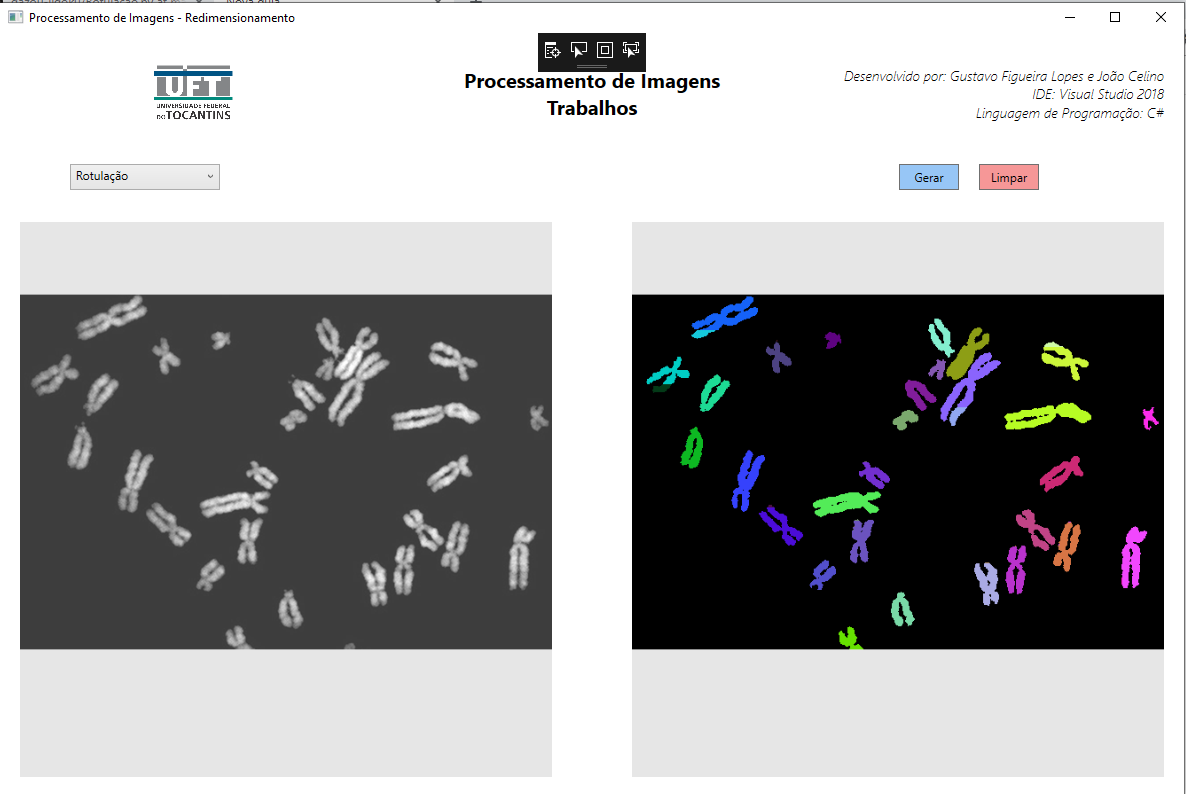 Processamento de Imagens - Redimensionamento
UFT
UNIVERSIDADE FEDERAL
DO TOCANTINS
Processamento de Imagens
Trabalhos
Desenvolvido por: Gustavo Figueira Lopes e João Celino
IDE: Visual Studio 2018
Linguagem de Programação: C#
Rotulação
Gerar
Limpar